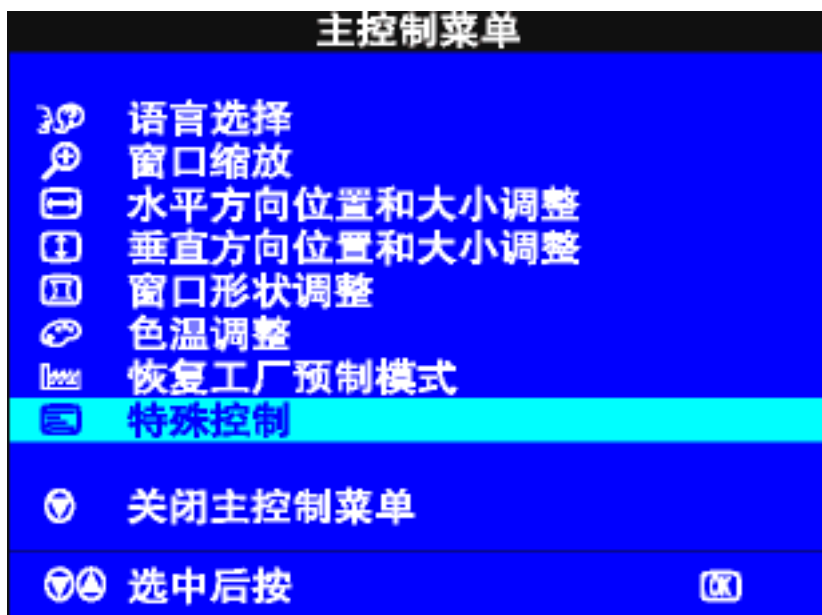 主控制菜单
语言选择
窗口缩放
水平方向位置和大小调整
垂直方向位置和大小调整
窗口形状调整
色温调整
恢复工厂预制模式
特殊控制
关闭主控制菜单
选中后按 OK